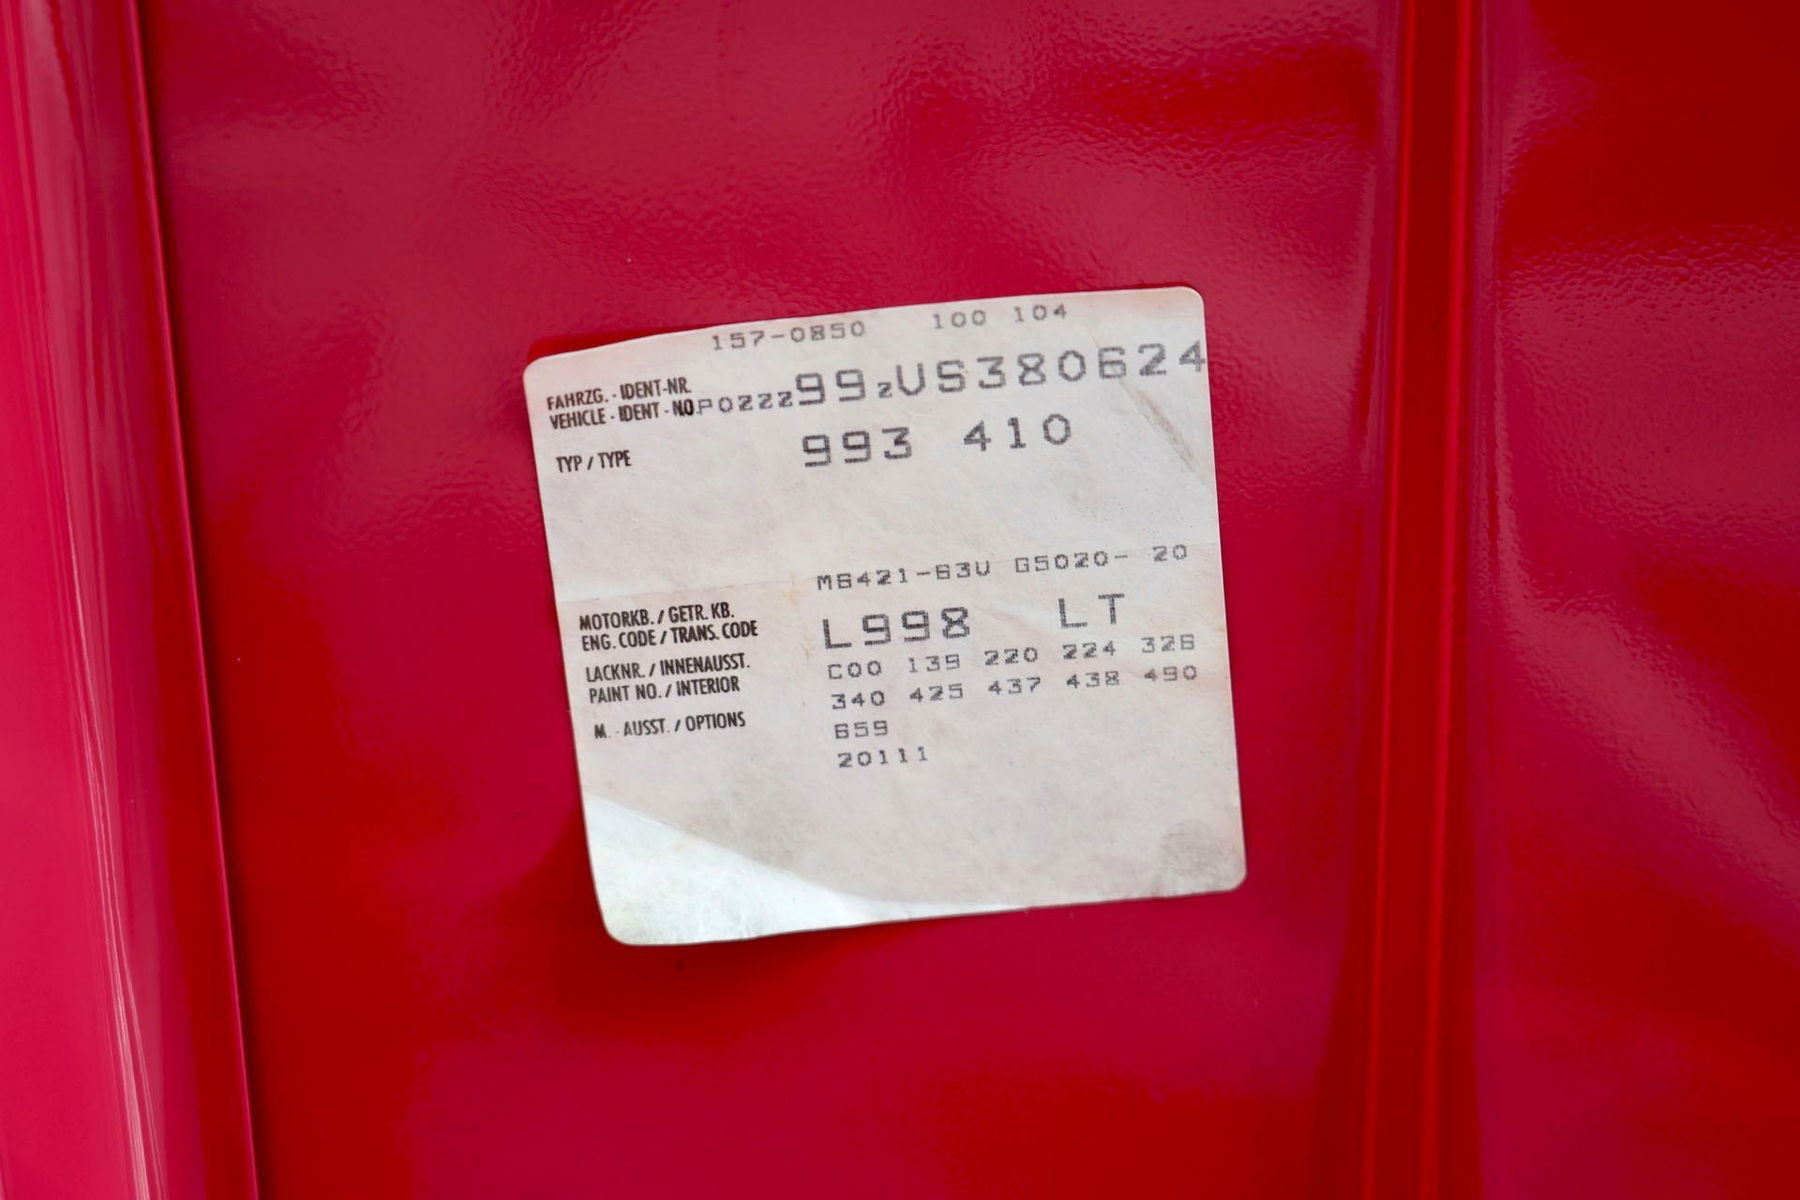 157-0850 100 104
FAHRZG. - IDENT-NR.
VEHICLE - IDENT - NO. P0ZZZ99ZUS380624
TYP / TYPE 993 410
M6421-63U G5020- 20
MOTORKB. / GETR. KB.
ENG. CODE / TRANS. CODE L998 LT
LACKNR. / INNENAUSST. C00 139 220 224 326
PAINT NO. / INTERIOR 340 425 437 438 490
M. - AUSST. / OPTIONS 659
20111